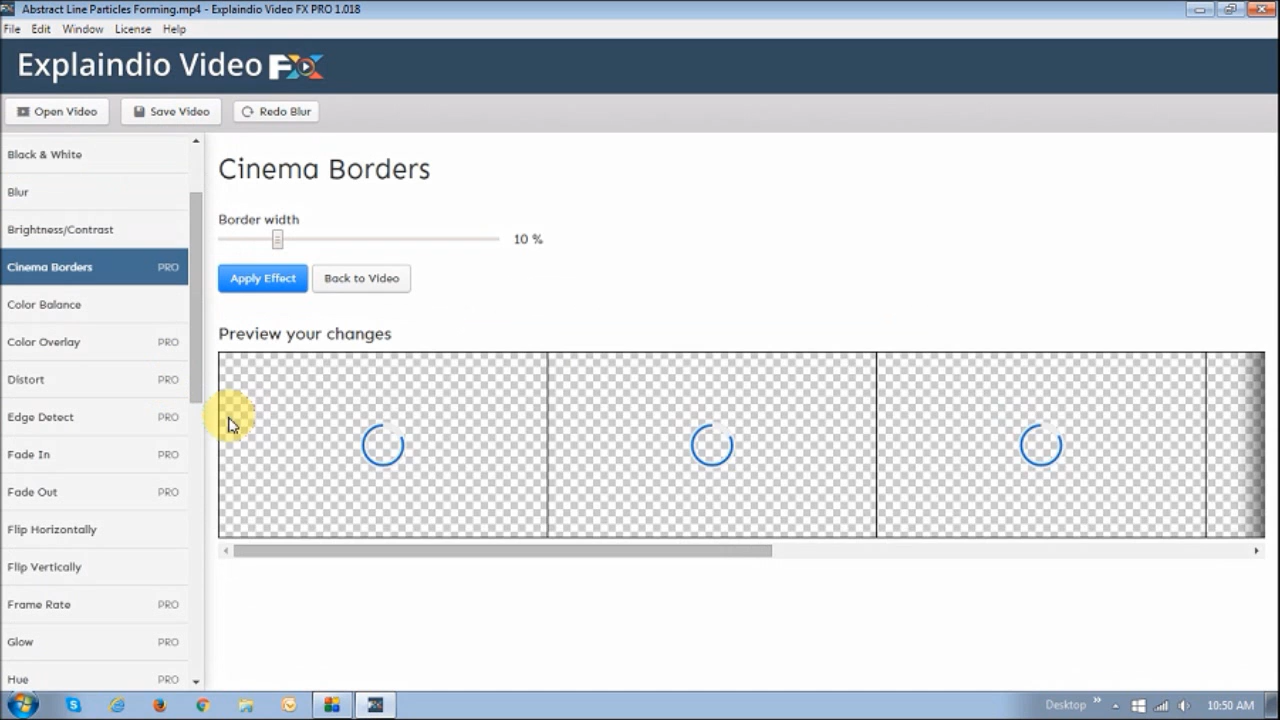 Abstract Line Particles Forming.mp4 - Explaindio Video FX PRO 1.018
File Edit Window License Help
Explaindio Video FX
Open Video Save Video Redo Blur
Black & White
Blur
Brightness/Contrast
Cinema Borders PRO
Color Balance
Color Overlay PRO
Distort PRO
Edge Detect PRO
Fade In PRO
Fade Out PRO
Flip Horizontally
Flip Vertically
Frame Rate PRO
Glow PRO
Hue PRO
Cinema Borders
Border width
10 %
Apply Effect Back to Video
Preview your changes
Desktop » 10:50 AM